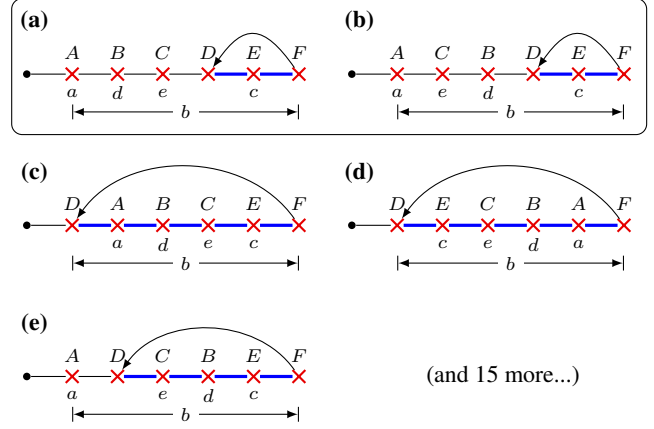 (a) (b)
A B C D E F A C B D E F
a d e c a e d c
b b
(c) (d)
D A B C E F D E C B A F
a d e c c e d a
b b
(e)
A D C B E F
a e d c
(and 15 more...)
b